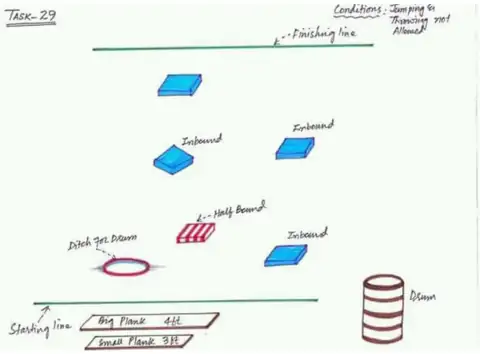 TASK-29
Conditions: Jumping &
Throwing not
Allowed
Finishing line
Inbound
Inbound
Half Bound
Ditch For Drum
Inbound
Drum
Starting line
Big Plank 4ft
Small Plank 3ft